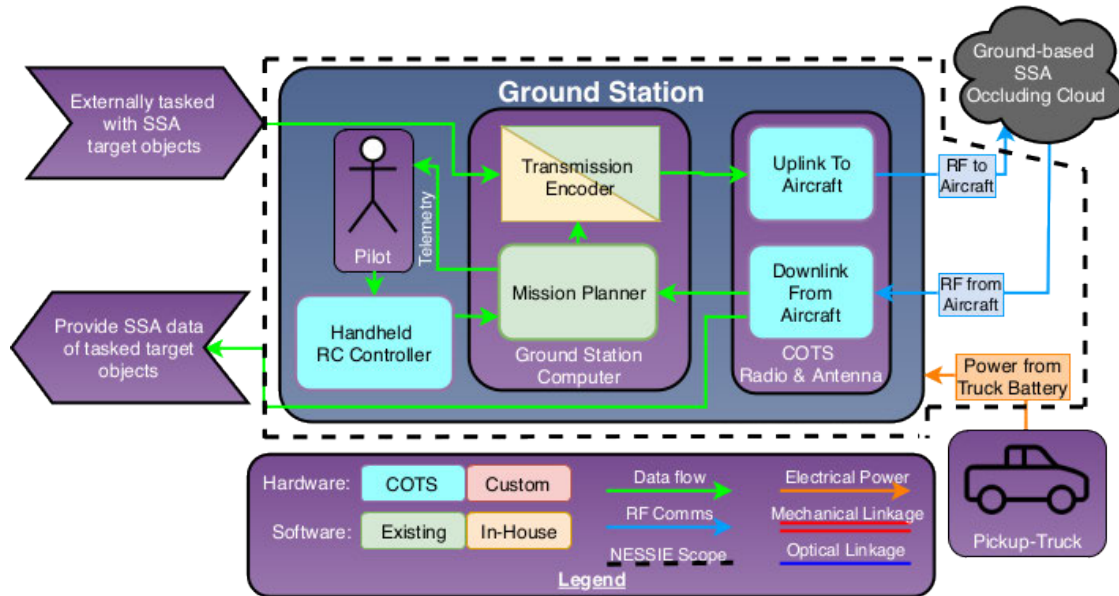 Ground Station
Ground-based
SSA
Occluding Cloud
Externally tasked
with SSA
target objects
Pilot
Telemetry
Transmission
Encoder
Uplink To
Aircraft
RF to
Aircraft
Mission Planner
Downlink
From
Aircraft
RF from
Aircraft
Handheld
RC Controller
Ground Station
Computer
COTS
Radio & Antenna
Provide SSA data
of tasked target
objects
Power from
Truck Battery
Pickup-Truck
Hardware:
COTS
Custom
Data flow
Electrical Power
RF Comms
Mechanical Linkage
Software:
Existing
In-House
NESSIE Scope
Optical Linkage
Legend